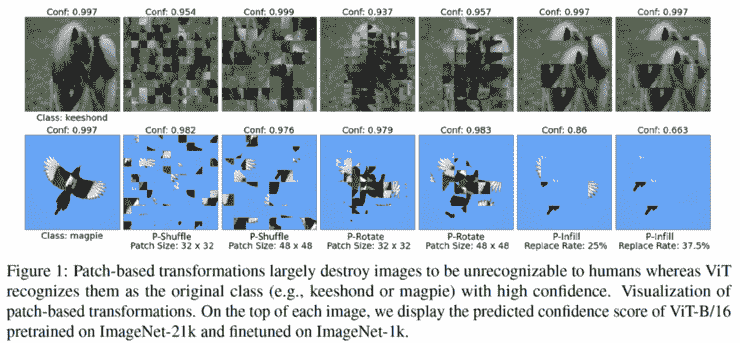 Conf: 0.997 Conf: 0.954 Conf: 0.999 Conf: 0.937 Conf: 0.957 Conf: 0.997 Conf: 0.997
Class: keeshond
Conf: 0.997 Conf: 0.982 Conf: 0.976 Conf: 0.979 Conf: 0.983 Conf: 0.86 Conf: 0.663
Class: magpie P-Shuffle P-Shuffle P-Rotate P-Rotate P-Infill P-Infill
Patch Size: 32 x 32 Patch Size: 48 x 48 Patch Size: 32 x 32 Patch Size: 48 x 48 Replace Rate: 25% Replace Rate: 37.5%
Figure 1: Patch-based transformations largely destroy images to be unrecognizable to humans whereas ViT
recognizes them as the original class (e.g., keeshond or magpie) with high confidence. Visualization of
patch-based transformations. On the top of each image, we display the predicted confidence score of ViT-B/16
pretrained on ImageNet-21k and finetuned on ImageNet-1k.